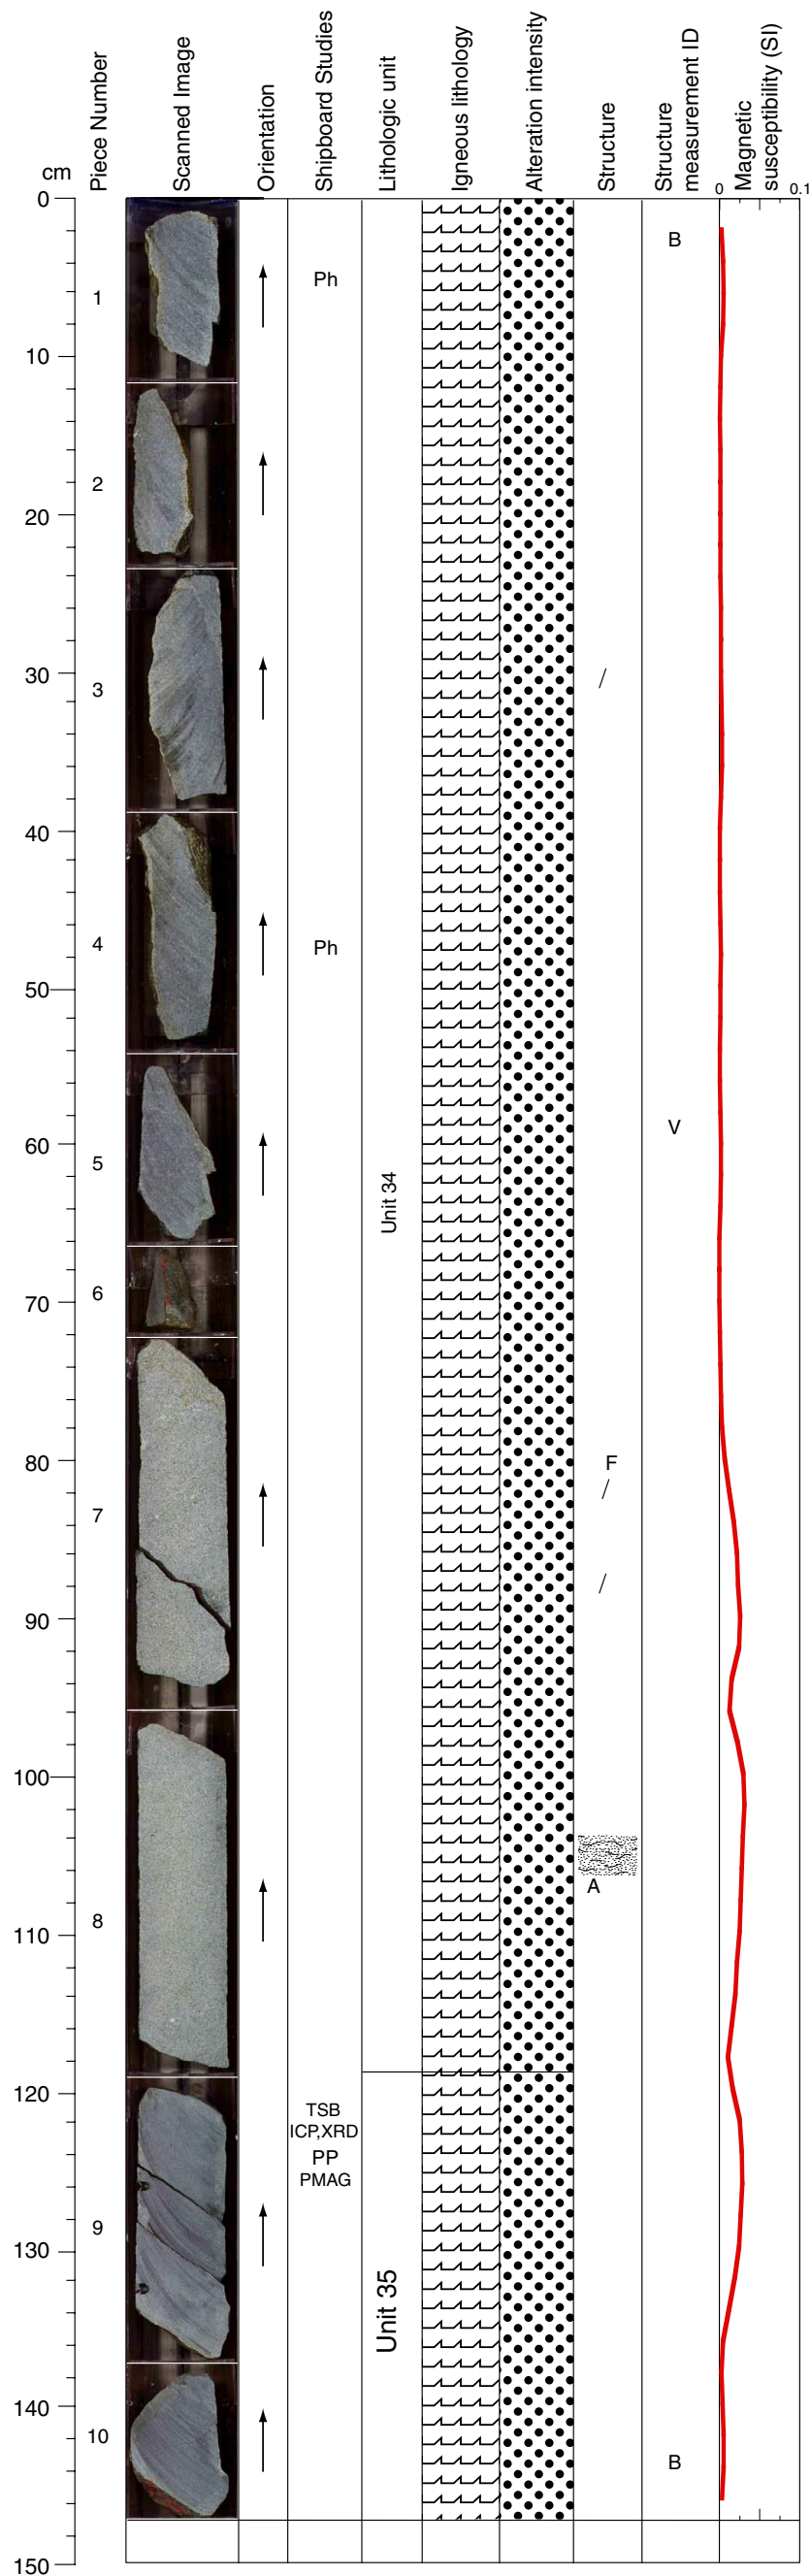 cm
Piece Number
Scanned Image
Orientation
Shipboard Studies
Lithologic unit
Igneous lithology
Alteration intensity
Structure
Structure
measurement ID
Magnetic
susceptibility (SI)
0
0.1
0
B
1
Ph
10
2
20
3
30
/
40
4
Ph
50
V
60
5
Unit 34
6
70
80
F
/
7
/
90
100
A
8
110
120
TSB
ICP,XRD
PP
PMAG
9
130
Unit 35
140
10
B
150